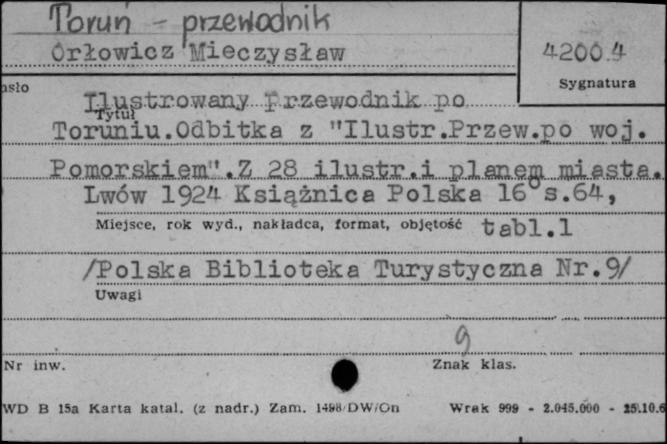 Toruń - przewodnik
Orłowicz Mieczysław
42004
Sygnatura
asło
Ilustrowany Przewodnik po
Tytuł
Toruniu.Odbitka z "Ilustr.Przew.po woj.
Pomorskiem".Z 28 ilustr.i planem miasta.
Lwów 1924 Książnica Polska 16° s.64,
Miejsce, rok wyd., nakładca, format, objętość tabl.1
/Polska Biblioteka Turystyczna Nr.9/
Uwagi
g
Nr inw. Znak klas.
WD B 15a Karta katal. (z nadr.) Zam. 1498/DW/On Wrak 999 - 2.045.000 - 25.10.6